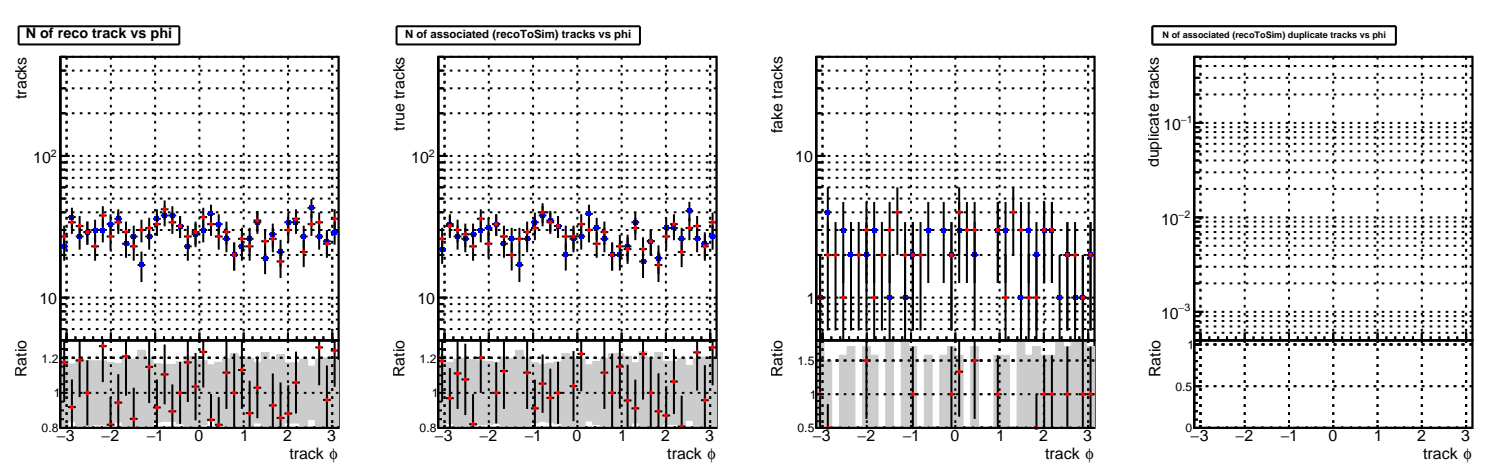 N of reco track vs phi
tracks
10²
10
Ratio
1.2
1
0.8
−3 −2 −1 0 1 2 3
track ϕ
N of associated (recoToSim) tracks vs phi
true tracks
10²
10
Ratio
1.2
1
0.8
−3 −2 −1 0 1 2 3
track ϕ
fake tracks
10
1
Ratio
1.5
1
0.5
−3 −2 −1 0 1 2 3
track ϕ
N of associated (recoToSim) duplicate tracks vs phi
duplicate tracks
10⁻¹
10⁻²
10⁻³
Ratio
1
0.5
0
−3 −2 −1 0 1 2 3
track ϕ